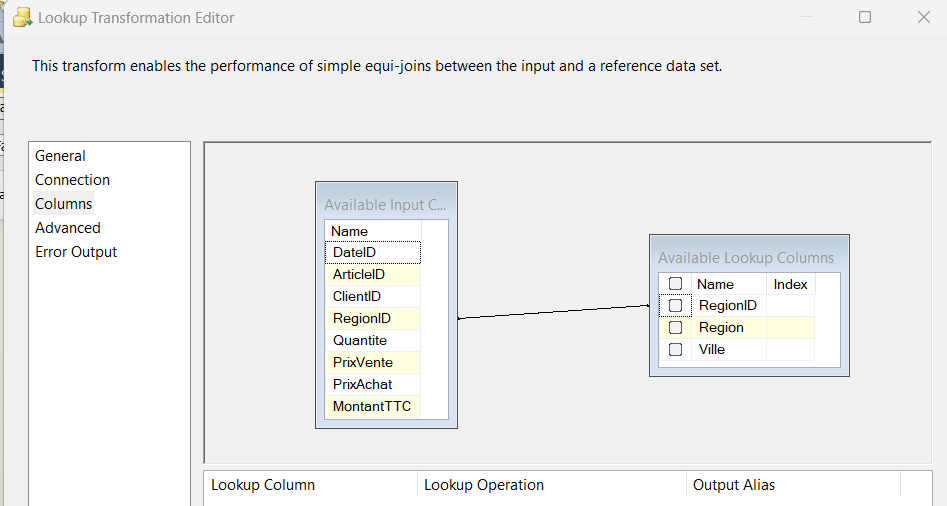 Lookup Transformation Editor
This transform enables the performance of simple equi-joins between the input and a reference data set.
General
Connection
Columns
Advanced
Error Output
Available Input C...
Name
DateID
ArticleID
ClientID
RegionID
Quantite
PrixVente
PrixAchat
MontantTTC
Available Lookup Columns
Name Index
RegionID
Region
Ville
Lookup Column Lookup Operation Output Alias